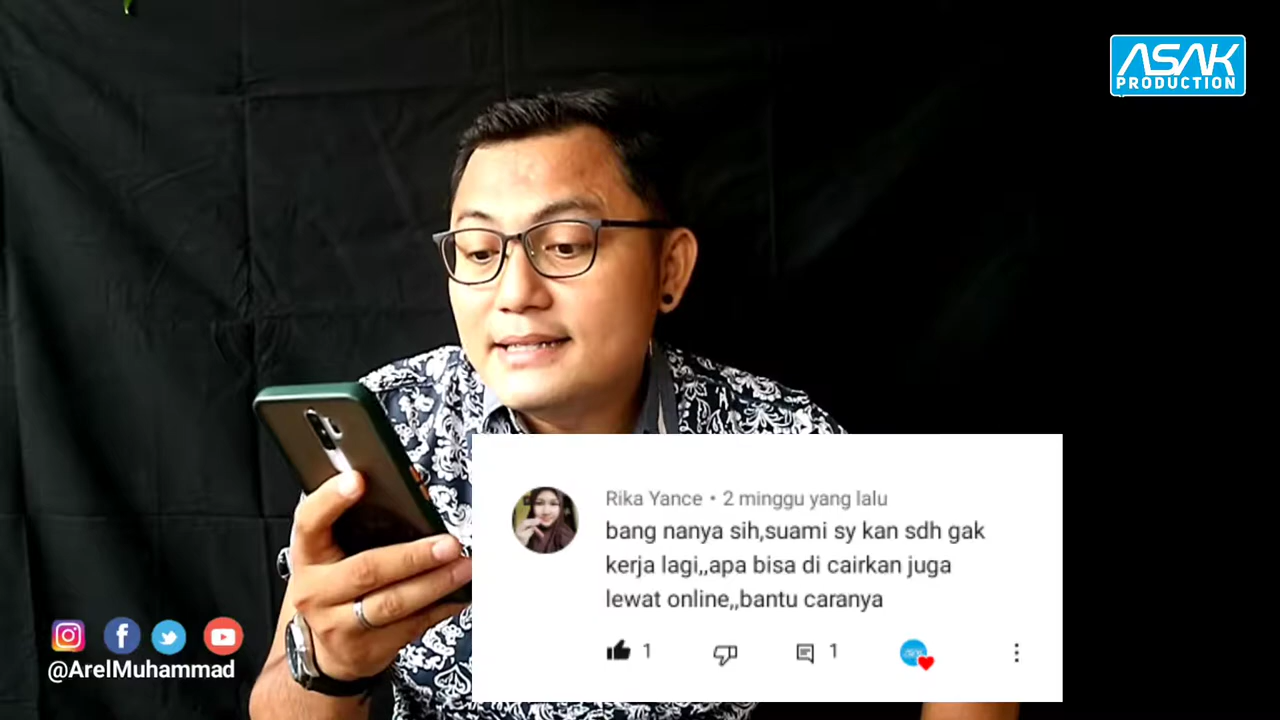 ASAK
PRODUCTION
Rika Yance • 2 minggu yang lalu
bang nanya sih,suami sy kan sdh gak
kerja lagi,,apa bisa di cairkan juga
lewat online,,bantu caranya
1
1
@ArelMuhammad